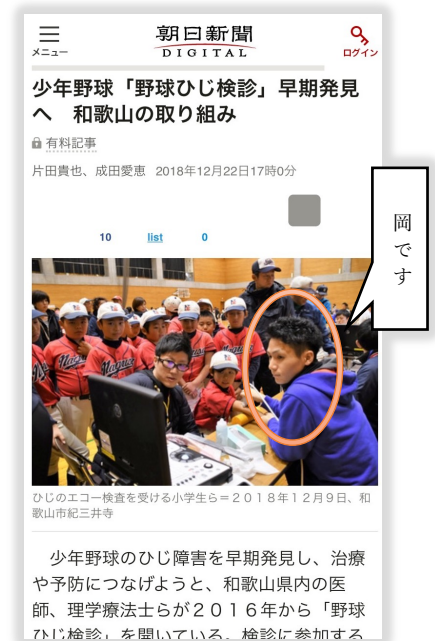 朝日新聞
DIGITAL
メニュー
ログイン
少年野球「野球ひじ検診」早期発見
へ　和歌山の取り組み
有料記事
片田貴也、成田愛恵　2018年12月22日17時0分
10　list　0
岡です
ひじのエコー検査を受ける小学生ら＝２０１８年１２月９日、和
歌山市紀三井寺
　少年野球のひじ障害を早期発見し、治療
や予防につなげようと、和歌山県内の医
師、理学療法士らが２０１６年から「野球
ひじ検診」を開いている。検診に参加する